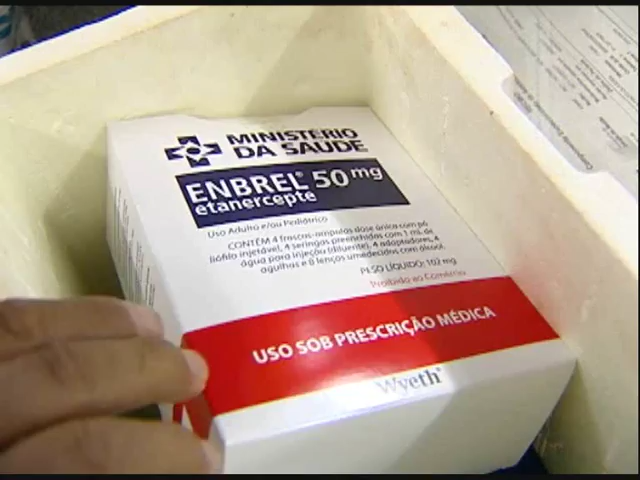 MINISTÉRIO
DA SAÚDE
ENBREL® 50 mg
etanercepte
Uso Adulto e/ou Pediátrico
CONTÉM 4 frascos-ampolas dose única com pó
liófilo injetável, 4 seringas preenchidas com 1 mL de
água para injeção (diluente), 4 adaptadores, 4
agulhas e 8 lenços umedecidos com álcool.
PESO LÍQUIDO: 102 mg
Proibido ao Comércio
USO SOB PRESCRIÇÃO MÉDICA
Wyeth®